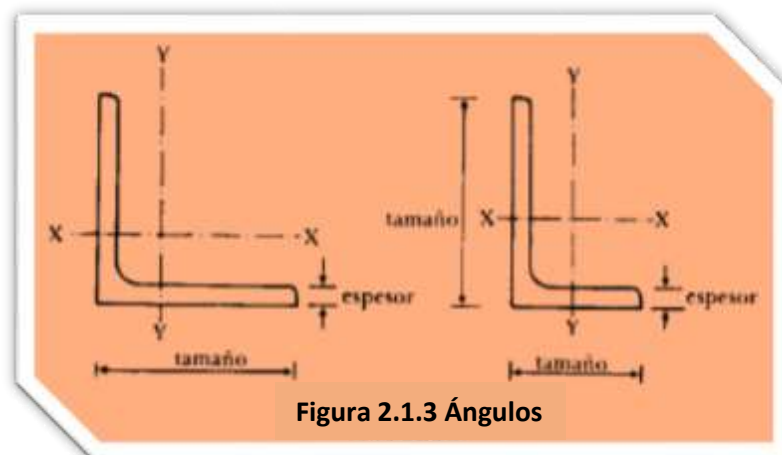 Y
Y
tamaño
X
X
X
X
espesor
espesor
Y
Y
tamaño
tamaño
Figura 2.1.3 Ángulos